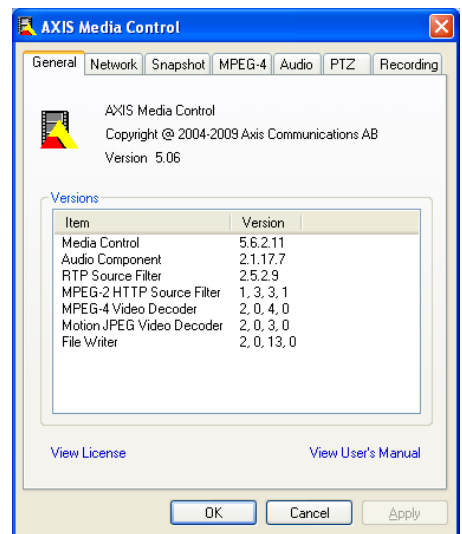 AXIS Media Control
General Network Snapshot MPEG-4 Audio PTZ Recording
AXIS Media Control
Copyright @ 2004-2009 Axis Communications AB
Version 5.06
Versions
Item Version
Media Control 5.6.2.11
Audio Component 2.1.17.7
RTP Source Filter 2.5.2.9
MPEG-2 HTTP Source Filter 1, 3, 3, 1
MPEG-4 Video Decoder 2, 0, 4, 0
Motion JPEG Video Decoder 2, 0, 3, 0
File Writer 2, 0, 13, 0
View License View User's Manual
OK Cancel Apply